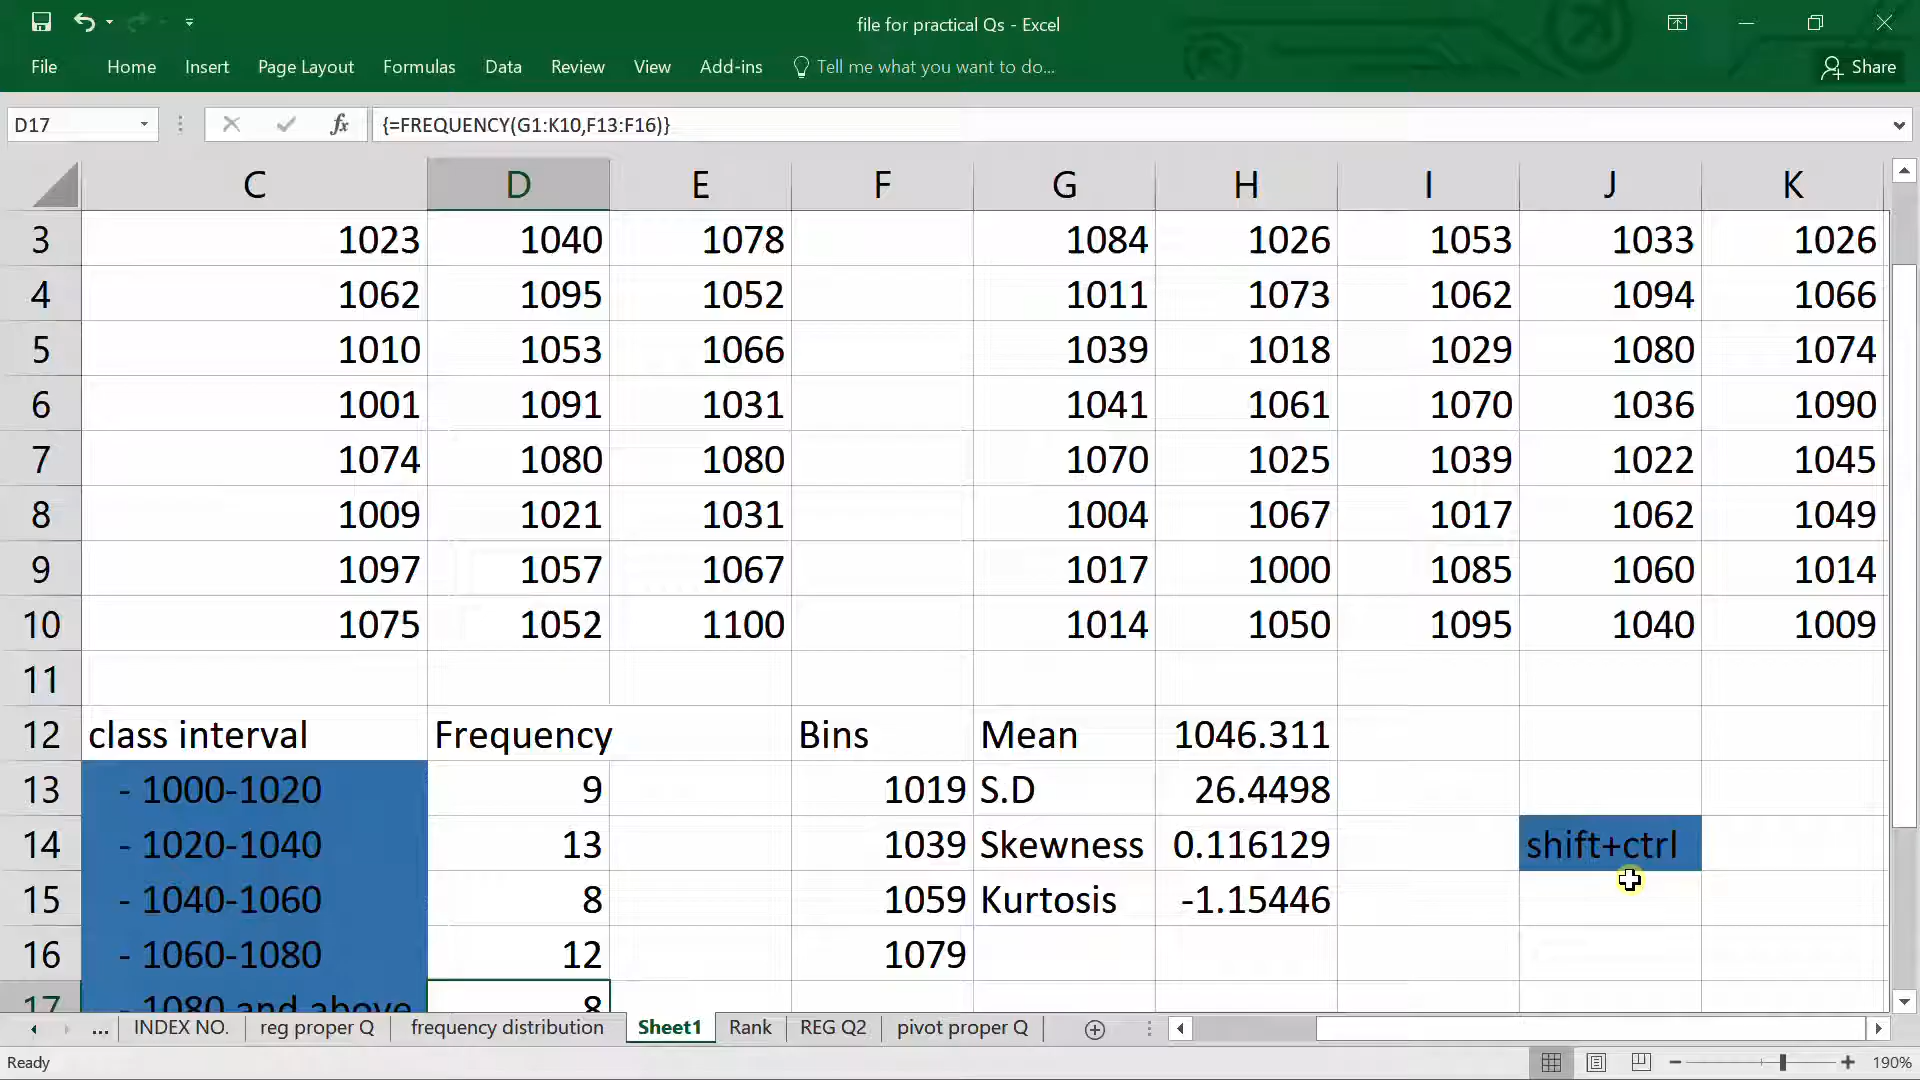 file for practical Qs - Excel
File Home Insert Page Layout Formulas Data Review View Add-ins Tell me what you want to do... Share
D17 fx {=FREQUENCY(G1:K10,F13:F16)}
C D E F G H I J K
3 1023 1040 1078 1084 1026 1053 1033 1026
4 1062 1095 1052 1011 1073 1062 1094 1066
5 1010 1053 1066 1039 1018 1029 1080 1074
6 1001 1091 1031 1041 1061 1070 1036 1090
7 1074 1080 1080 1070 1025 1039 1022 1045
8 1009 1021 1031 1004 1067 1017 1062 1049
9 1097 1057 1067 1017 1000 1085 1060 1014
10 1075 1052 1100 1014 1050 1095 1040 1009
11
12 class interval Frequency Bins Mean 1046.311
13 - 1000-1020 9 1019 S.D 26.4498
14 - 1020-1040 13 1039 Skewness 0.116129 shift+ctrl
15 - 1040-1060 8 1059 Kurtosis -1.15446
16 - 1060-1080 12 1079
17 - 1080 and above 8
... INDEX NO. reg proper Q frequency distribution Sheet1 Rank REG Q2 pivot proper Q
Ready 190%